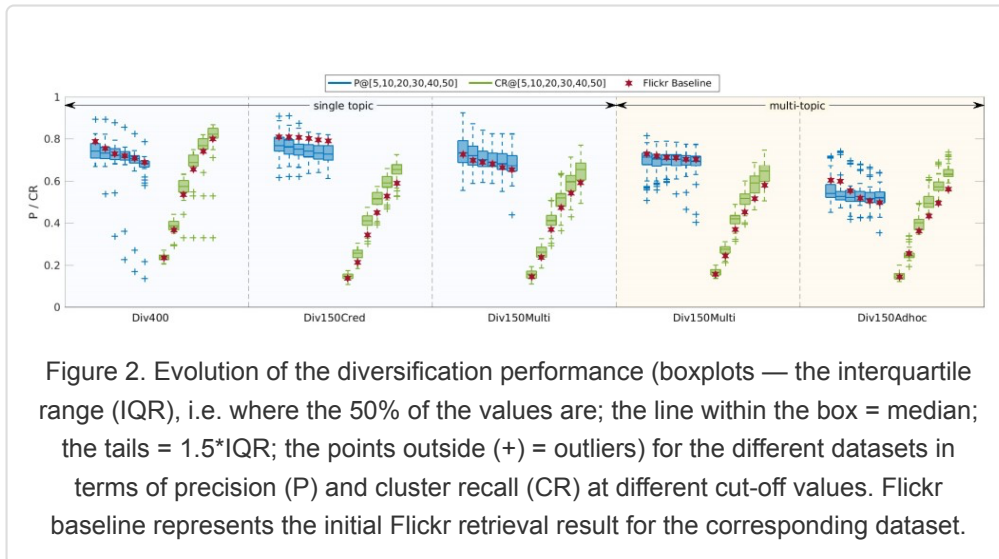 P@[5,10,20,30,40,50] CR@[5,10,20,30,40,50] Flickr Baseline
1
single topic multi-topic
0.8
0.6
P / CR
0.4
0.2
0
Div400 Div150Cred Div150Multi Div150Multi Div150Adhoc
Figure 2. Evolution of the diversification performance (boxplots — the interquartile
range (IQR), i.e. where the 50% of the values are; the line within the box = median;
the tails = 1.5*IQR; the points outside (+) = outliers) for the different datasets in
terms of precision (P) and cluster recall (CR) at different cut-off values. Flickr
baseline represents the initial Flickr retrieval result for the corresponding dataset.